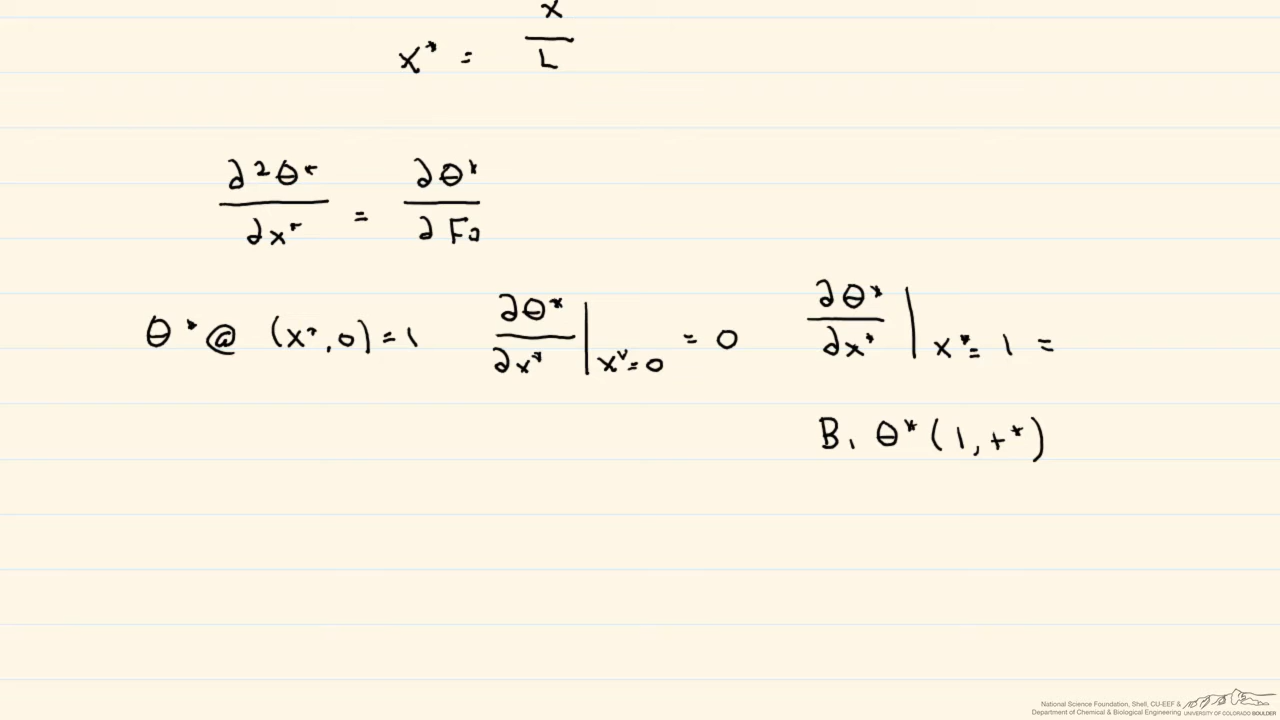 x* = x/L
∂²θ*/∂x* = ∂θ*/∂Fo
θ* @ (x*, 0) = 1   ∂θ*/∂x* |x*=0 = 0   ∂θ*/∂x* |x*=1 =
Bi θ*(1, t*)
National Science Foundation, Shell, CU-EEF &
Department of Chemical & Biological Engineering UNIVERSITY OF COLORADO BOULDER